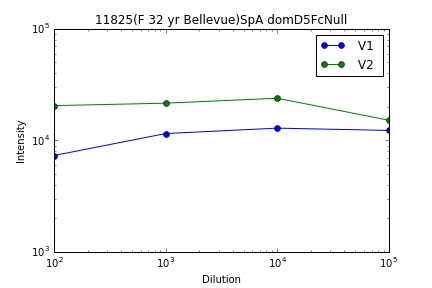 11825(F 32 yr Bellevue)SpA domD5FcNull
10^5
V1
V2
Intensity
10^4
10^3
10^2 10^3 10^4 10^5
Dilution